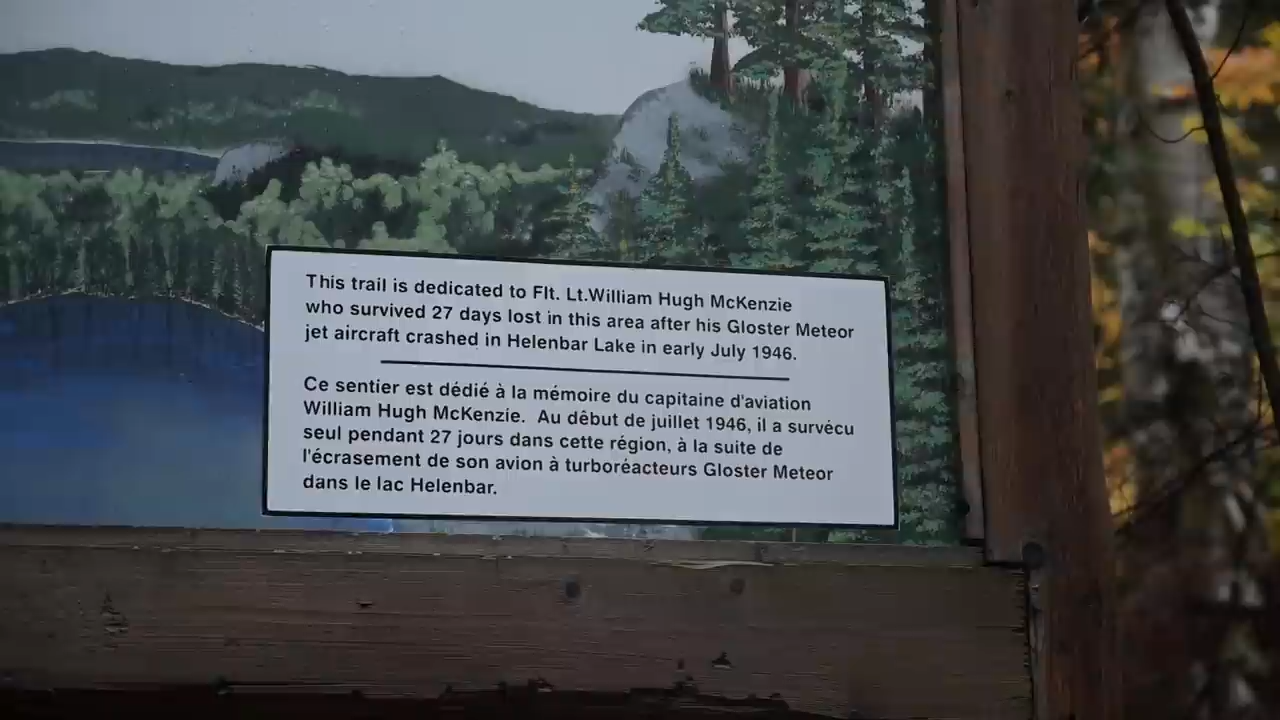 This trail is dedicated to Flt. Lt.William Hugh McKenzie
who survived 27 days lost in this area after his Gloster Meteor
jet aircraft crashed in Helenbar Lake in early July 1946.
Ce sentier est dédié à la mémoire du capitaine d'aviation
William Hugh McKenzie. Au début de juillet 1946, il a survécu
seul pendant 27 jours dans cette région, à la suite de
l'écrasement de son avion à turboréacteurs Gloster Meteor
dans le lac Helenbar.